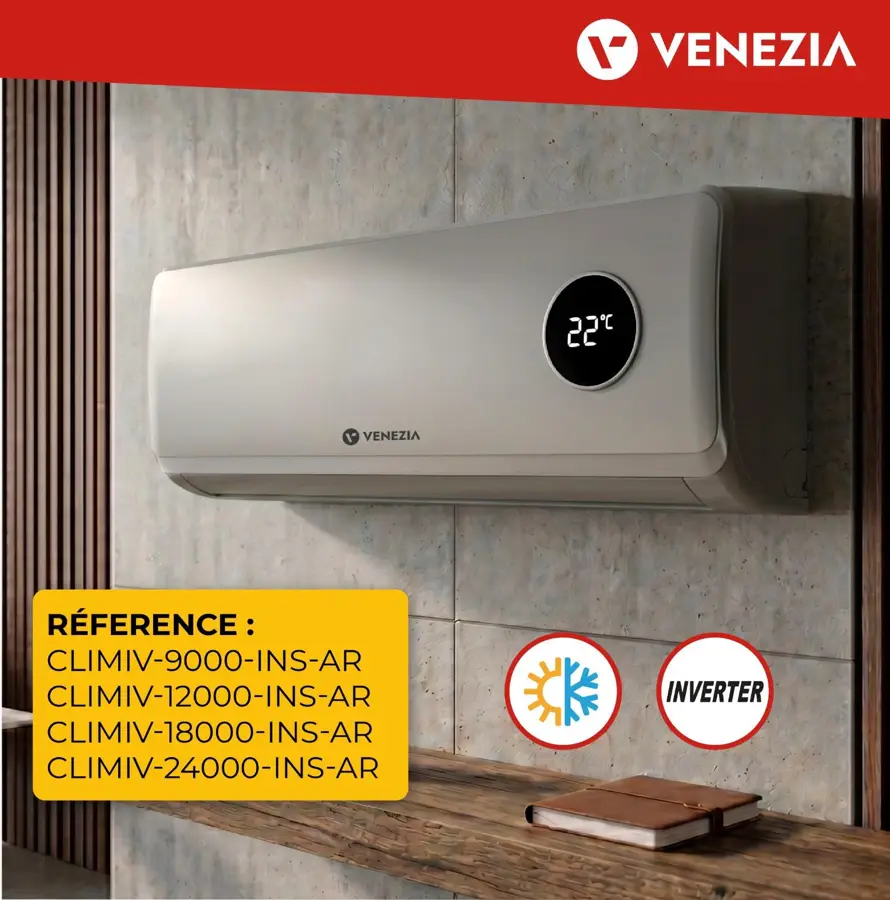 VENEZIA
22°C
VENEZIA
RÉFERENCE :
CLIMIV-9000-INS-AR
CLIMIV-12000-INS-AR
CLIMIV-18000-INS-AR
CLIMIV-24000-INS-AR
INVERTER